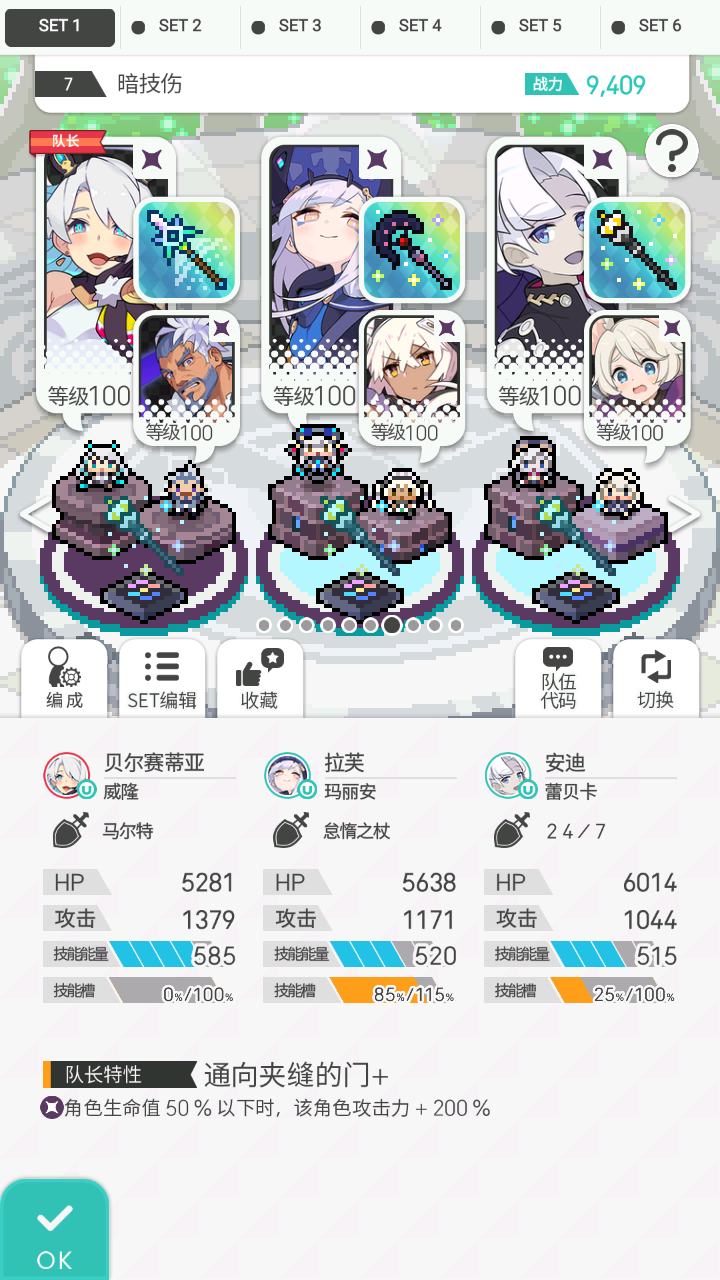 SET 1 SET 2 SET 3 SET 4 SET 5 SET 6
7 暗技伤 战力 9,409
队长
?
等级100 等级100 等级100
等级100 等级100 等级100
编成 SET编辑 收藏 队伍代码 切换
贝尔赛蒂亚 拉芙 安迪
威隆 玛丽安 蕾贝卡
U U U
马尔特 怠惰之杖 24/7
HP 5281 HP 5638 HP 6014
攻击 1379 攻击 1171 攻击 1044
技能能量 585 技能能量 520 技能能量 515
技能槽 0%/100% 技能槽 85%/115% 技能槽 25%/100%
队长特性 通向夹缝的门+
角色生命值 50 % 以下时，该角色攻击力 + 200 %
OK